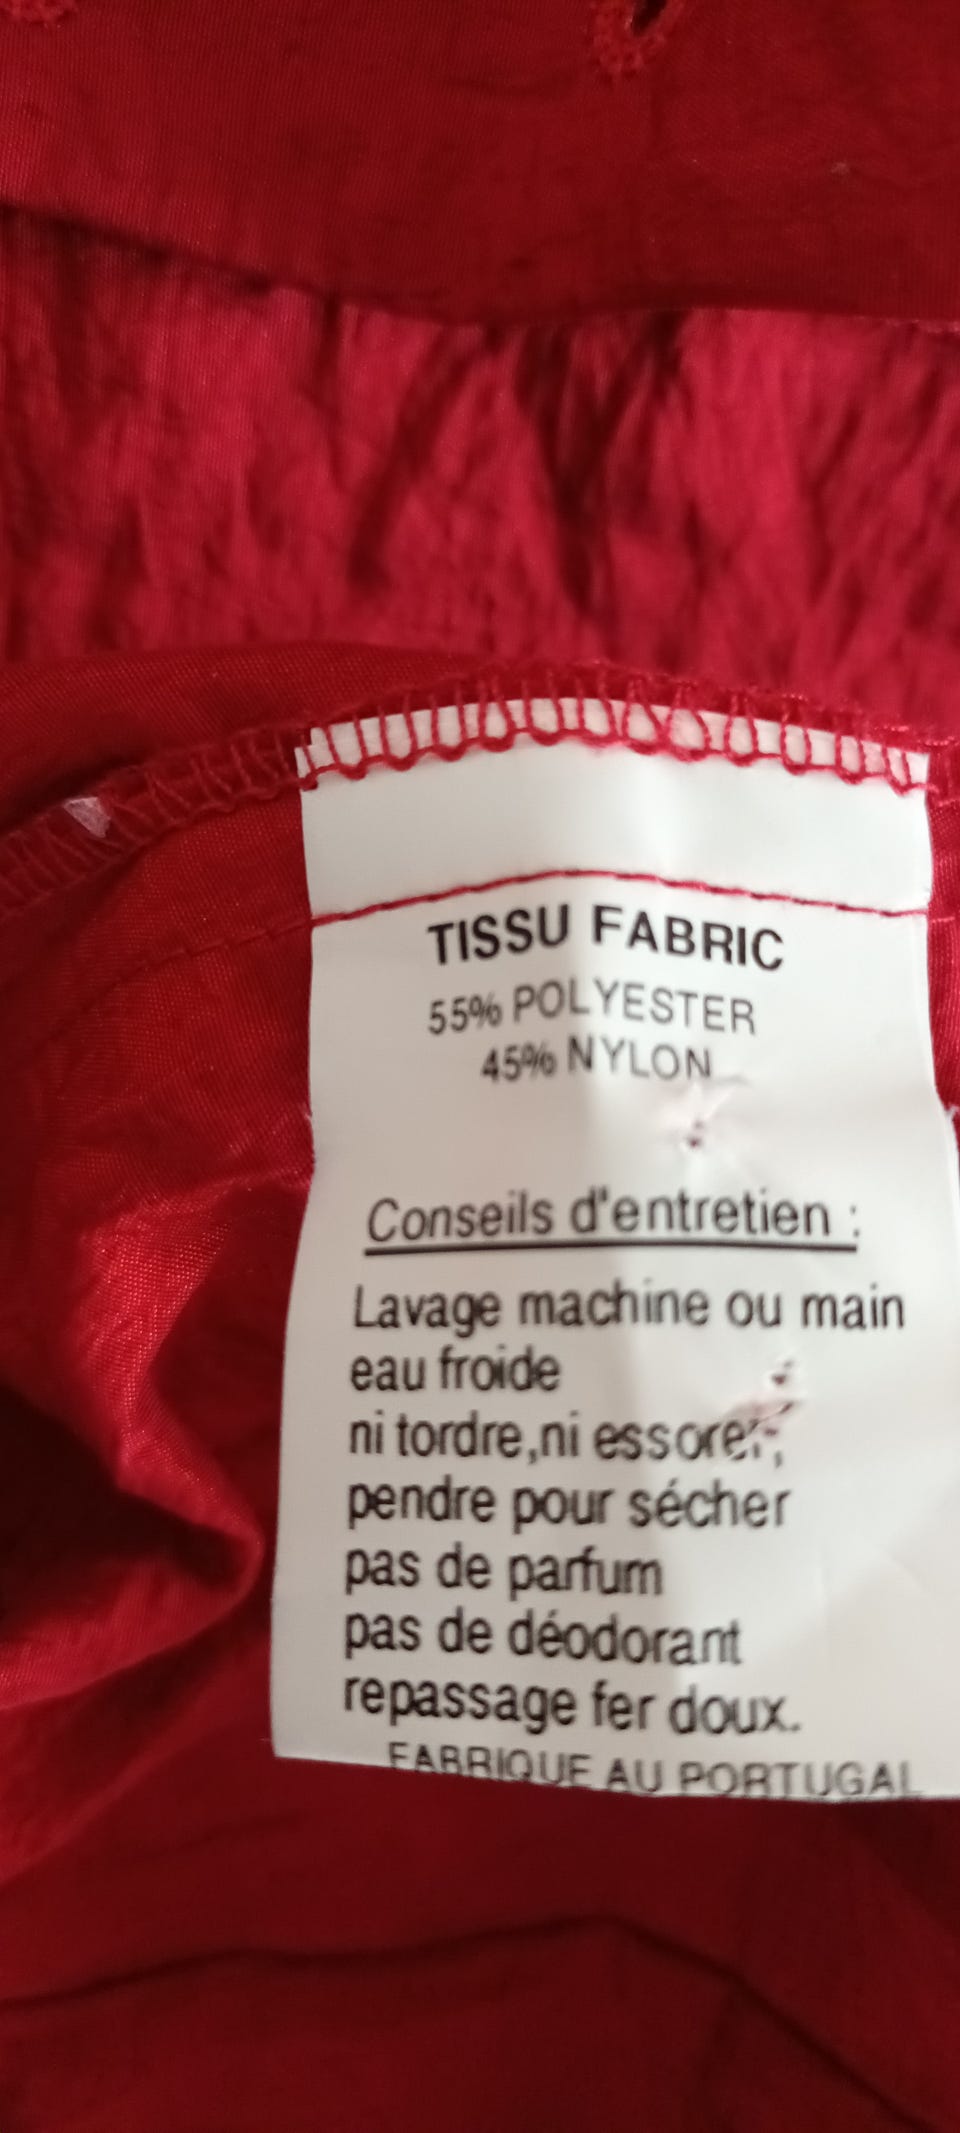 TISSU FABRIC
55% POLYESTER
45% NYLON
Conseils d'entretien :
Lavage machine ou main
eau froide
ni tordre,ni essorer,
pendre pour sécher
pas de parfum
pas de déodorant
repassage fer doux.
FABRIQUE AU PORTUGAL